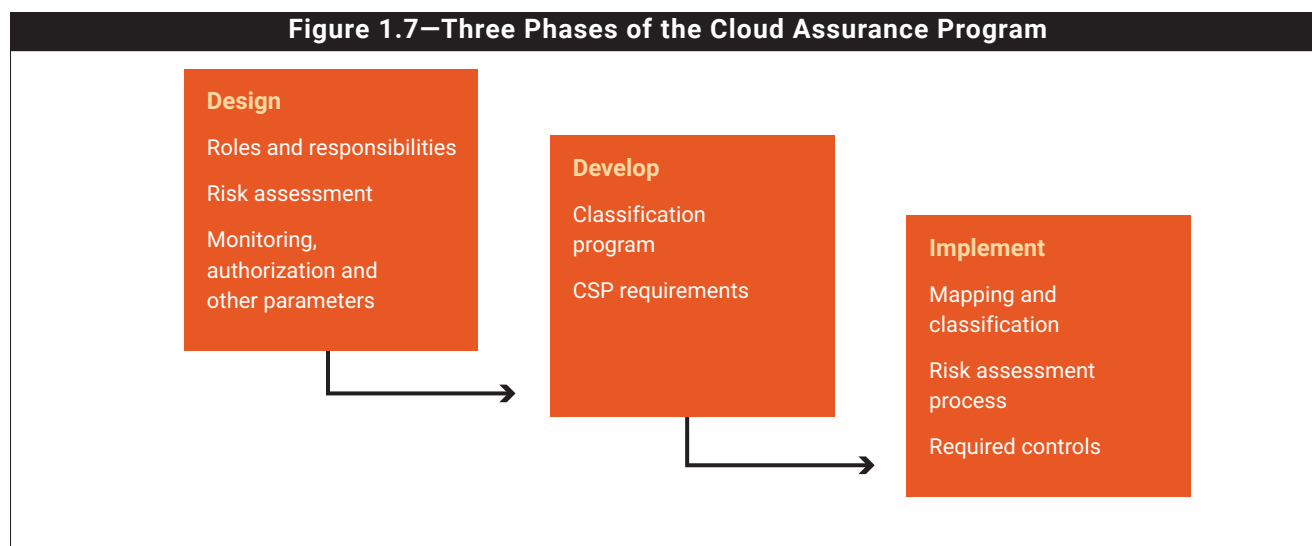 Figure 1.7—Three Phases of the Cloud Assurance Program
Design
Roles and responsibilities
Risk assessment
Monitoring,
authorization and
other parameters
Develop
Classification
program
CSP requirements
Implement
Mapping and
classification
Risk assessment
process
Required controls